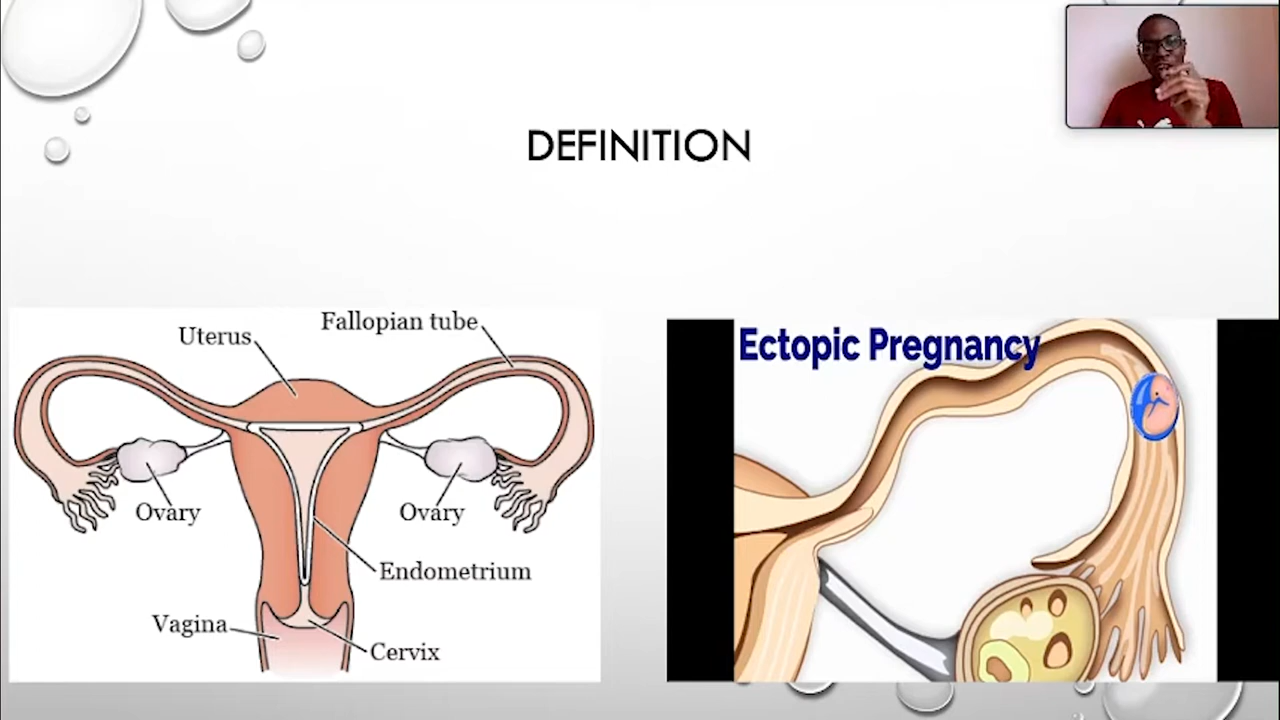 DEFINITION
Uterus
Fallopian tube
Ovary
Ovary
Endometrium
Vagina
Cervix
Ectopic Pregnancy